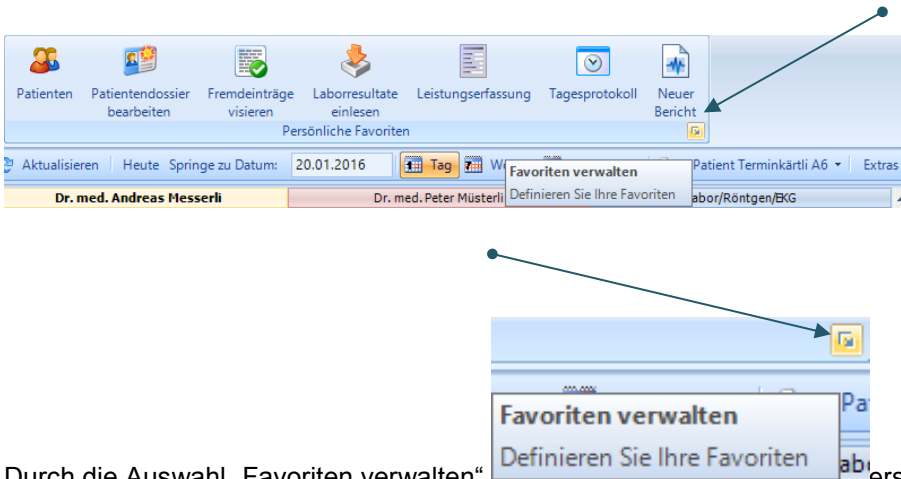 Patienten Patientendossier Fremdeinträge Laborresultate Leistungserfassung Tagesprotokoll Neuer
bearbeiten visieren einlesen Bericht
Persönliche Favoriten
Aktualisieren Heute Springe zu Datum: 20.01.2016 1 Tag 7 Patient Terminkärtli A6 Extras
Favoriten verwalten
Definieren Sie Ihre Favoriten
Dr. med. Andreas Messerli Dr. med. Peter Müsterli abor/Röntgen/EKG
Favoriten verwalten
Definieren Sie Ihre Favoriten
Durch die Auswahl „Favoriten verwalten“